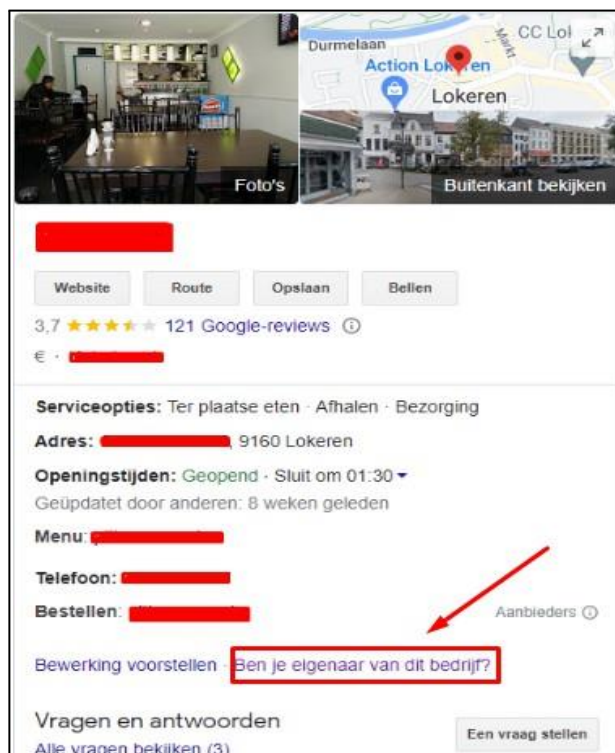 Durmelaan
Markt
Action Lokeren
Lokeren
Foto's
Buitenkant bekijken
Website Route Opslaan Bellen
3,7 121 Google-reviews
€ ·
Serviceopties: Ter plaatse eten · Afhalen · Bezorging
Adres: , 9160 Lokeren
Openingstijden: Geopend · Sluit om 01:30
Geüpdatet door anderen: 8 weken geleden
Menu:
Telefoon:
Bestellen: Aanbieders
Bewerking voorstellen · Ben je eigenaar van dit bedrijf?
Vragen en antwoorden
Een vraag stellen
Alle vragen bekijken (3)